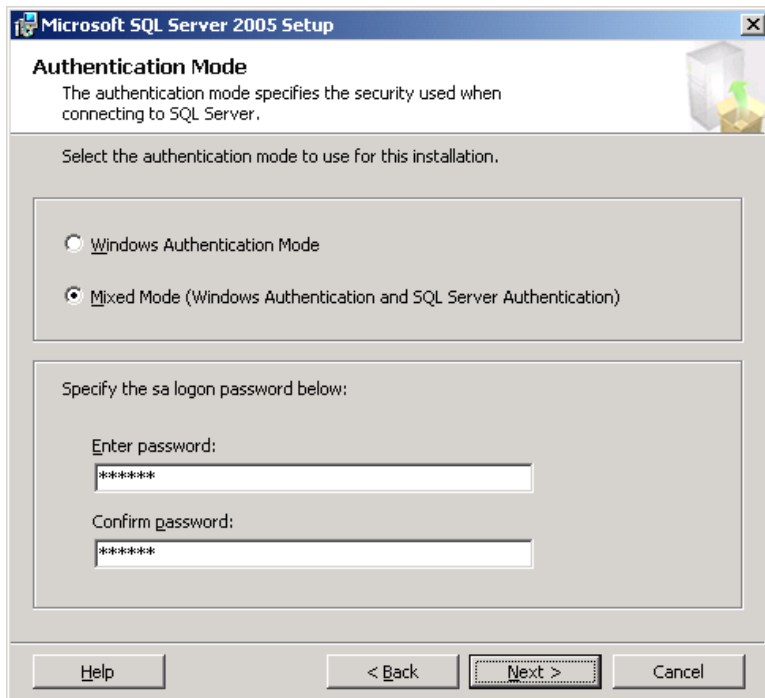 Microsoft SQL Server 2005 Setup
Authentication Mode
The authentication mode specifies the security used when
connecting to SQL Server.
Select the authentication mode to use for this installation.
Windows Authentication Mode
Mixed Mode (Windows Authentication and SQL Server Authentication)
Specify the sa logon password below:
Enter password:
******
Confirm password:
******
Help
< Back
Next >
Cancel